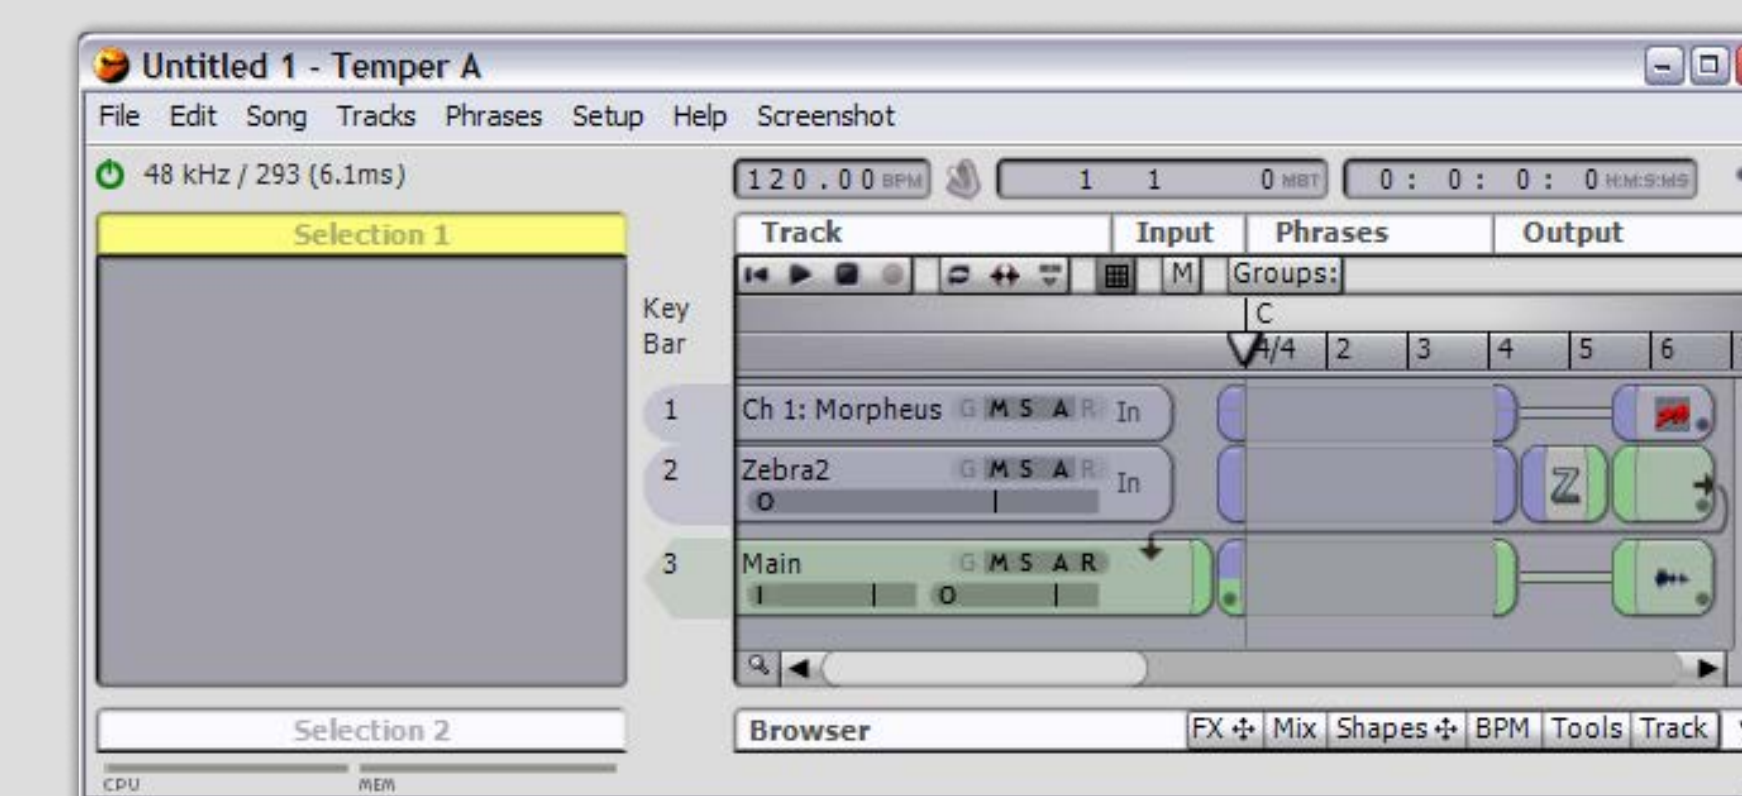 Untitled 1 - Temper A
File Edit Song Tracks Phrases Setup Help Screenshot
48 kHz / 293 (6.1ms)
120.00 BPM 1 1 0 MBT 0 : 0 : 0 : 0 H:M:S:MS
Selection 1
Track Input Phrases Output
M Groups:
Key C
Bar 4/4 2 3 4 5 6
1 Ch 1: Morpheus G M S A R In
2 Zebra2 G M S A R In
O Z
3 Main G M S A R
I O
Selection 2
Browser FX Mix Shapes BPM Tools Track
CPU MEM